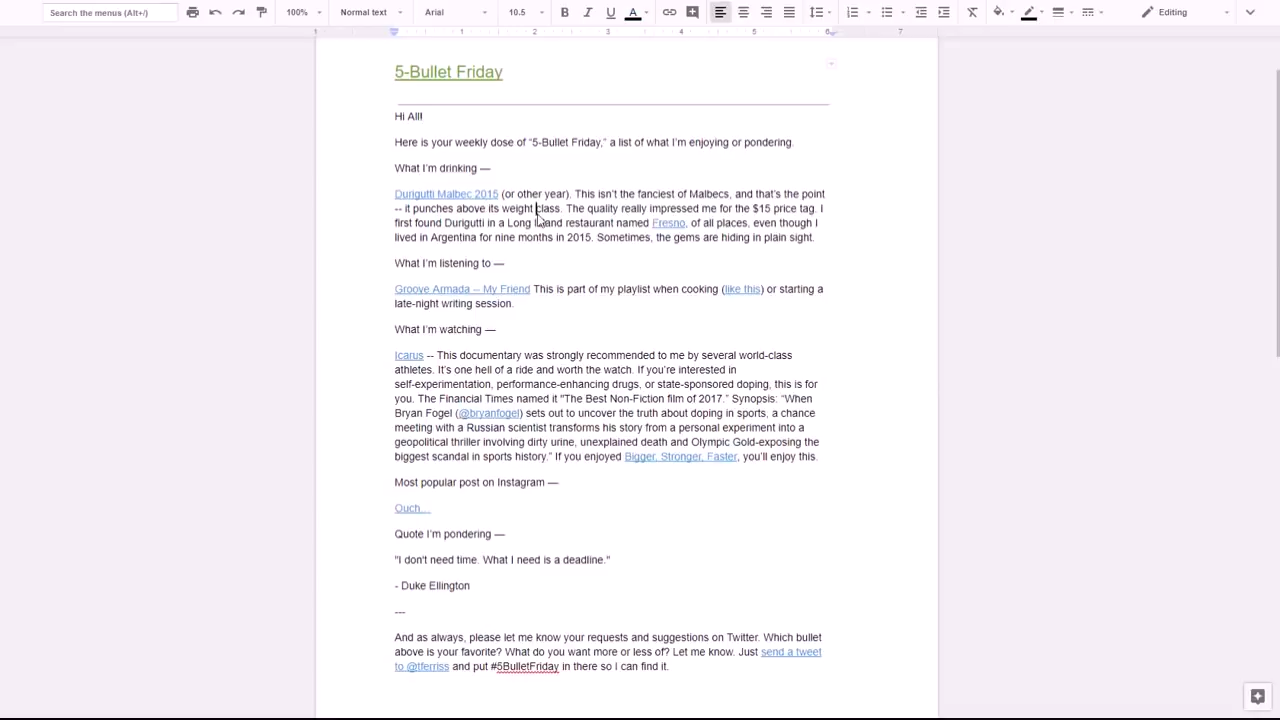 Search the menus (Alt+/) 100% Normal text Arial 10.5 B I U A Editing
1 1 2 3 4 5 6 7
5-Bullet Friday
Hi All!
Here is your weekly dose of “5-Bullet Friday,” a list of what I’m enjoying or pondering.
What I’m drinking —
Durigutti Malbec 2015 (or other year). This isn’t the fanciest of Malbecs, and that’s the point
-- it punches above its weight class. The quality really impressed me for the $15 price tag. I
first found Durigutti in a Long Island restaurant named Fresno, of all places, even though I
lived in Argentina for nine months in 2015. Sometimes, the gems are hiding in plain sight.
What I’m listening to —
Groove Armada -- My Friend This is part of my playlist when cooking (like this) or starting a
late-night writing session.
What I’m watching —
Icarus -- This documentary was strongly recommended to me by several world-class
athletes. It’s one hell of a ride and worth the watch. If you’re interested in
self-experimentation, performance-enhancing drugs, or state-sponsored doping, this is for
you. The Financial Times named it "The Best Non-Fiction film of 2017.” Synopsis: “When
Bryan Fogel (@bryanfogel) sets out to uncover the truth about doping in sports, a chance
meeting with a Russian scientist transforms his story from a personal experiment into a
geopolitical thriller involving dirty urine, unexplained death and Olympic Gold-exposing the
biggest scandal in sports history.” If you enjoyed Bigger, Stronger, Faster, you’ll enjoy this.
Most popular post on Instagram —
Ouch...
Quote I’m pondering —
"I don't need time. What I need is a deadline."
- Duke Ellington
---
And as always, please let me know your requests and suggestions on Twitter. Which bullet
above is your favorite? What do you want more or less of? Let me know. Just send a tweet
to @tferriss and put #5BulletFriday in there so I can find it.